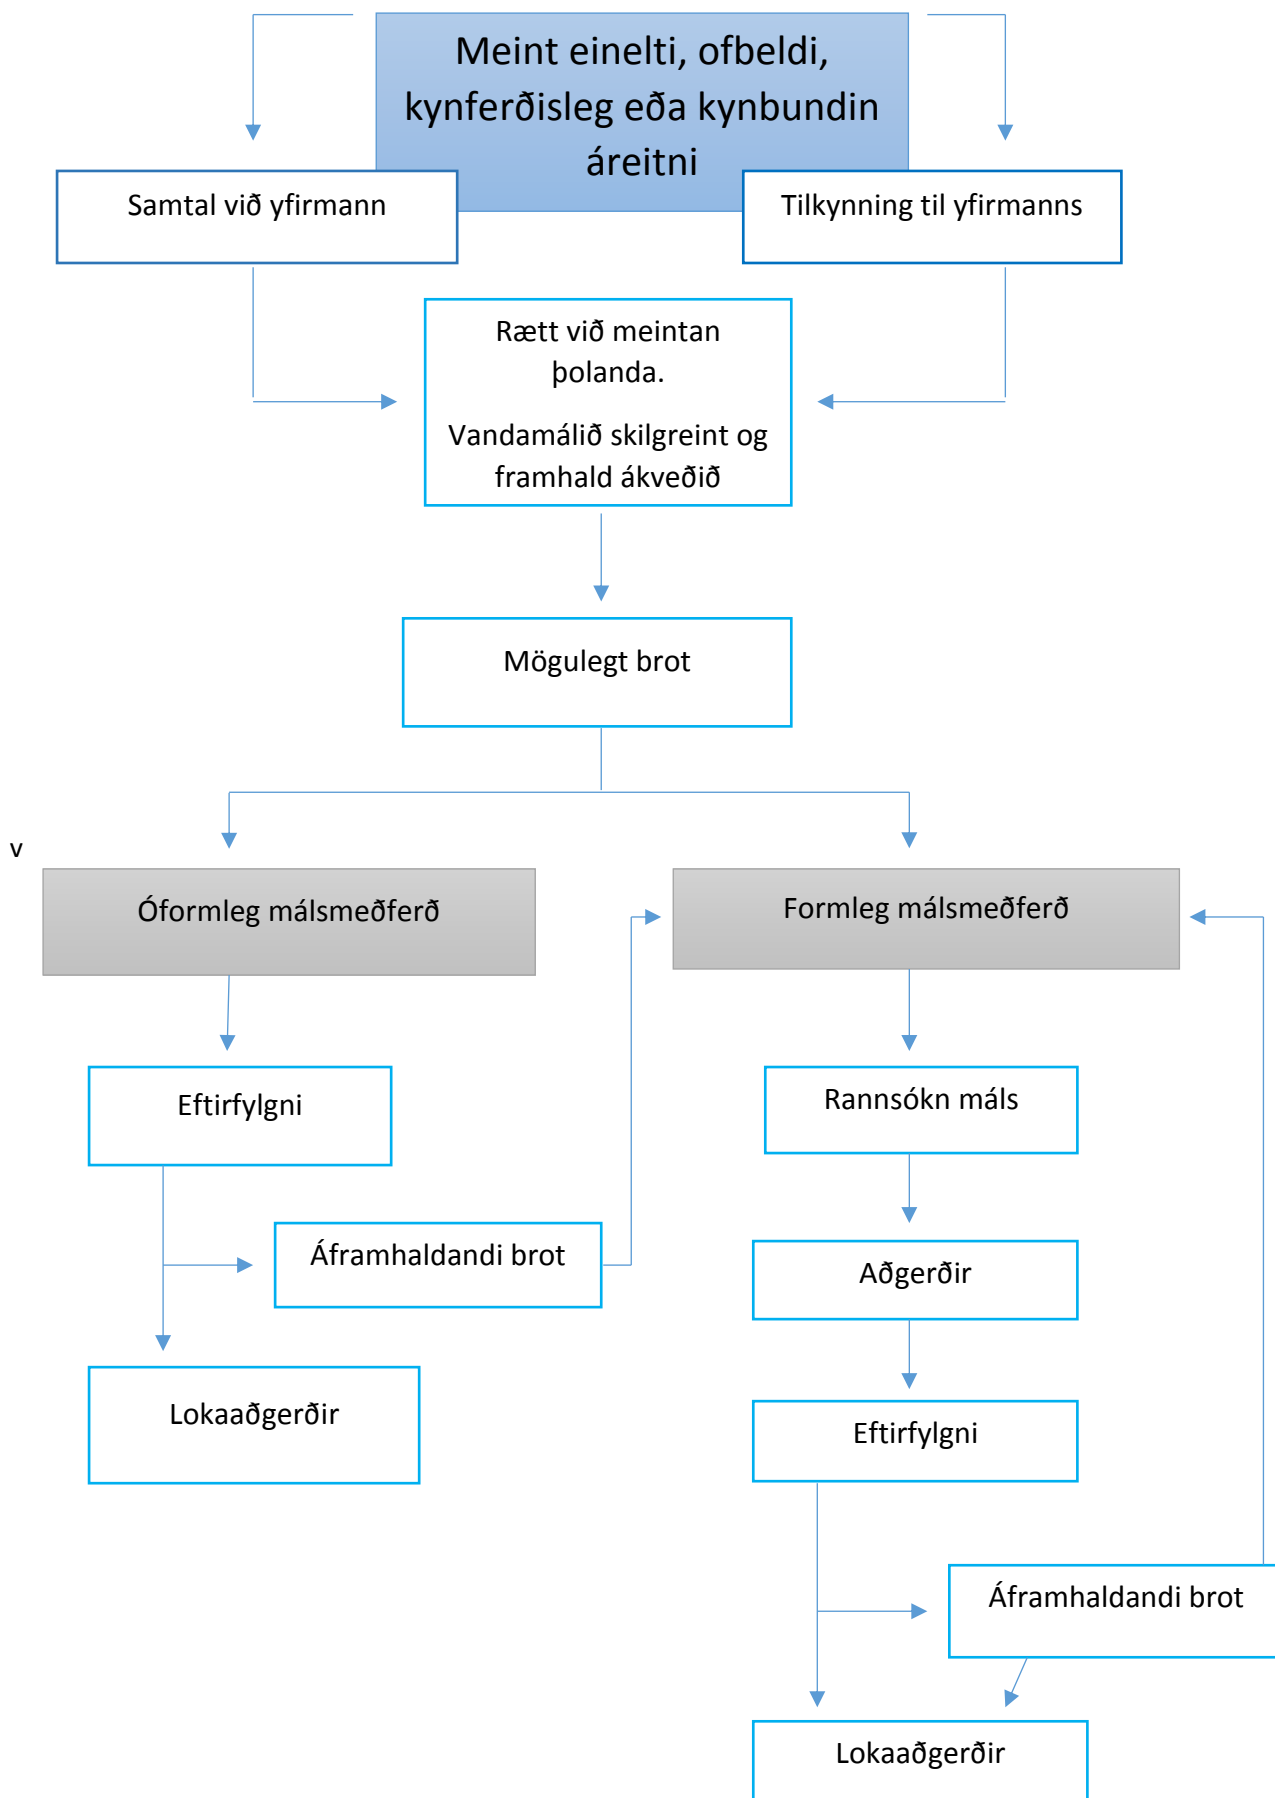 Meint einelti, ofbeldi,
kynferðisleg eða kynbundin
áreitni
Samtal við yfirmann
Tilkynning til yfirmanns
Rætt við meintan
þolanda.
Vandamálið skilgreint og
framhald ákveðið
Mögulegt brot
v
Óformleg málsmeðferð
Formleg málsmeðferð
Eftirfylgni
Rannsókn máls
Áframhaldandi brot
Aðgerðir
Lokaaðgerðir
Eftirfylgni
Áframhaldandi brot
Lokaaðgerðir